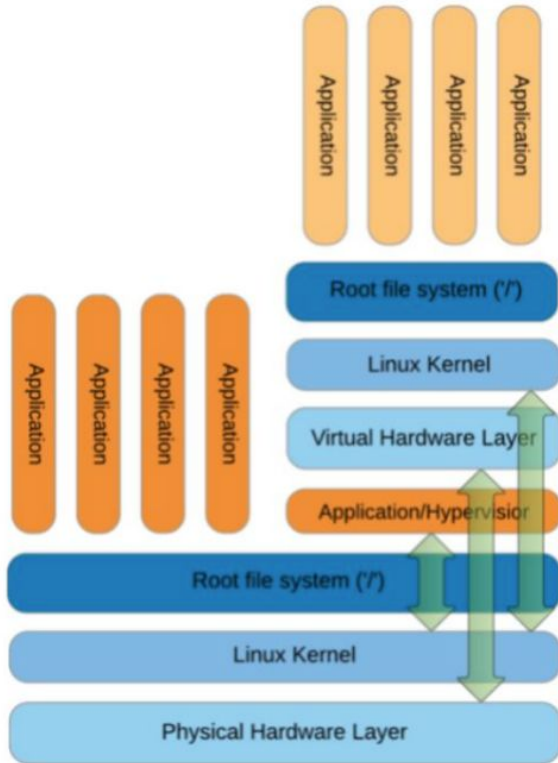 Application
Application
Application
Application
Root file system ('/')
Linux Kernel
Virtual Hardware Layer
Application/Hypervisior
Application
Application
Application
Application
Root file system ('/')
Linux Kernel
Physical Hardware Layer